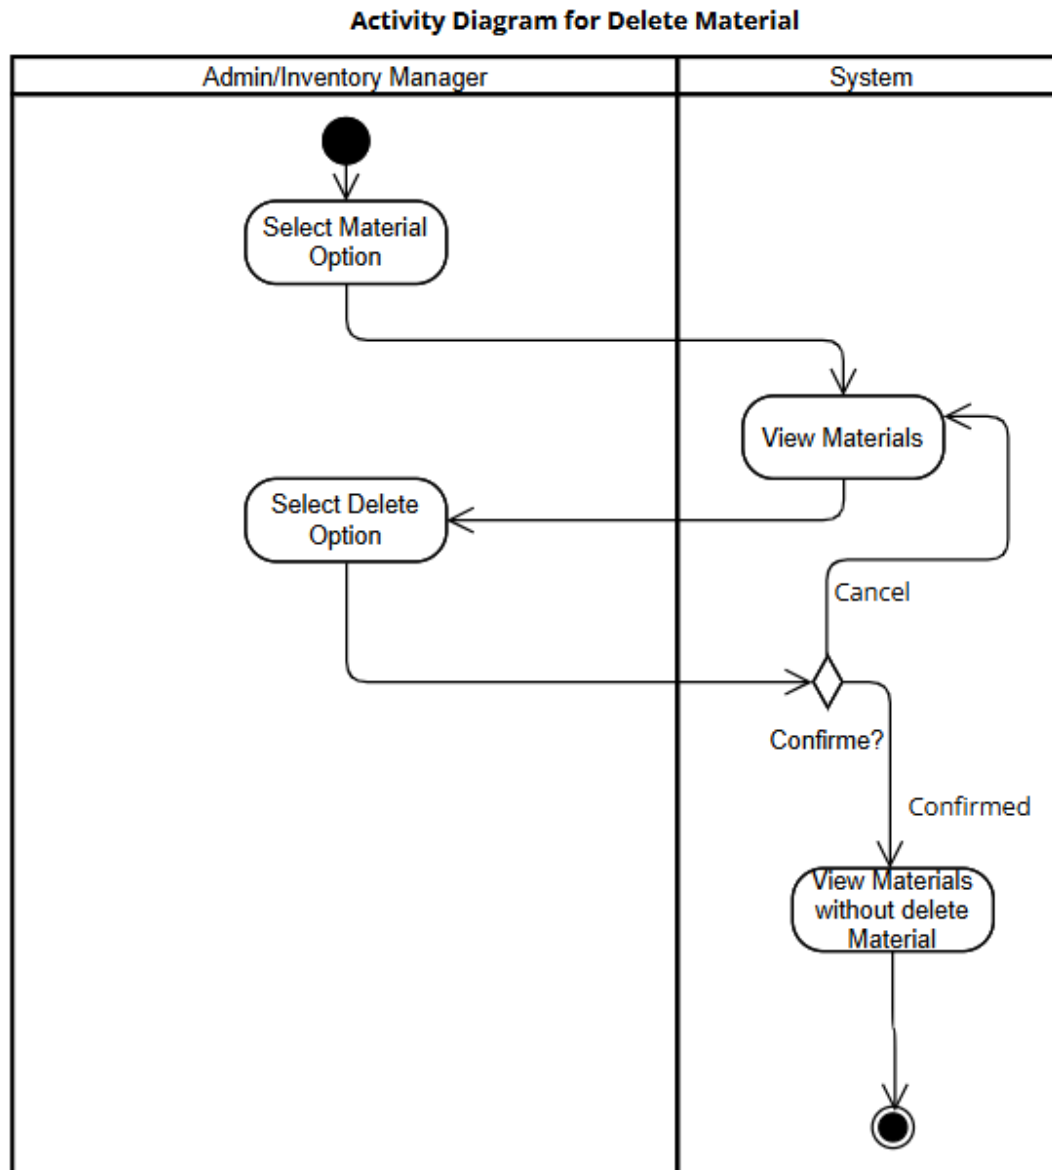 Activity Diagram for Delete Material
Admin/Inventory Manager
System
Select Material
Option
View Materials
Select Delete
Option
Cancel
Confirme?
Confirmed
View Materials
without delete
Material